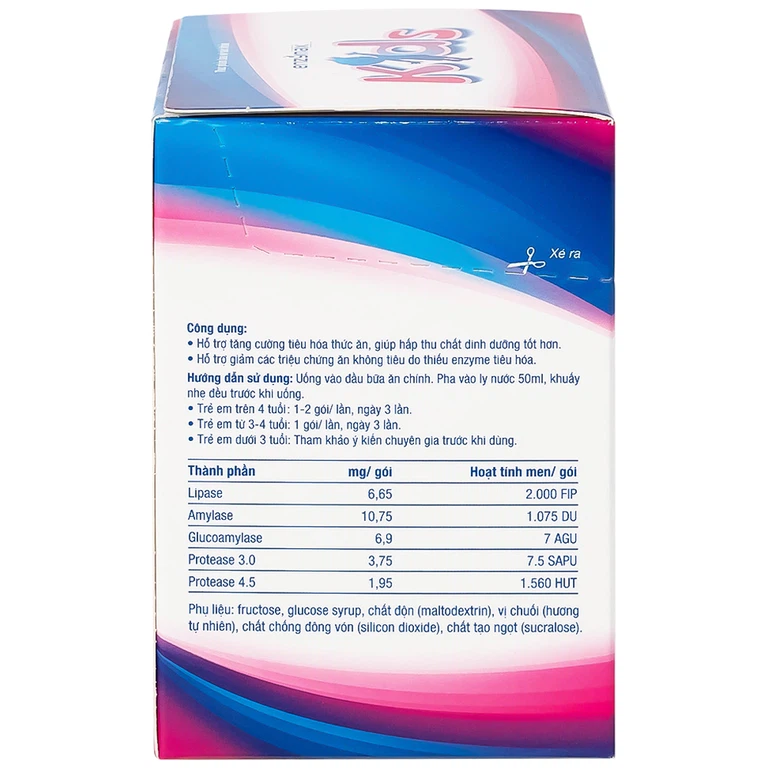 enzymax
Kids
Xé ra
Công dụng:
• Hỗ trợ tăng cường tiêu hóa thức ăn, giúp hấp thu chất dinh dưỡng tốt hơn.
• Hỗ trợ giảm các triệu chứng ăn không tiêu do thiếu enzyme tiêu hóa.
Hướng dẫn sử dụng: Uống vào đầu bữa ăn chính. Pha vào ly nước 50ml, khuấy
nhẹ đều trước khi uống.
• Trẻ em trên 4 tuổi: 1-2 gói/ lần, ngày 3 lần.
• Trẻ em từ 3-4 tuổi: 1 gói/ lần, ngày 3 lần.
• Trẻ em dưới 3 tuổi: Tham khảo ý kiến chuyên gia trước khi dùng.
Thành phần mg/ gói Hoạt tính men/ gói
Lipase 6,65 2.000 FIP
Amylase 10,75 1.075 DU
Glucoamylase 6,9 7 AGU
Protease 3.0 3,75 7.5 SAPU
Protease 4.5 1,95 1.560 HUT
Phụ liệu: fructose, glucose syrup, chất độn (maltodextrin), vị chuối (hương
tự nhiên), chất chống đông vón (silicon dioxide), chất tạo ngọt (sucralose).